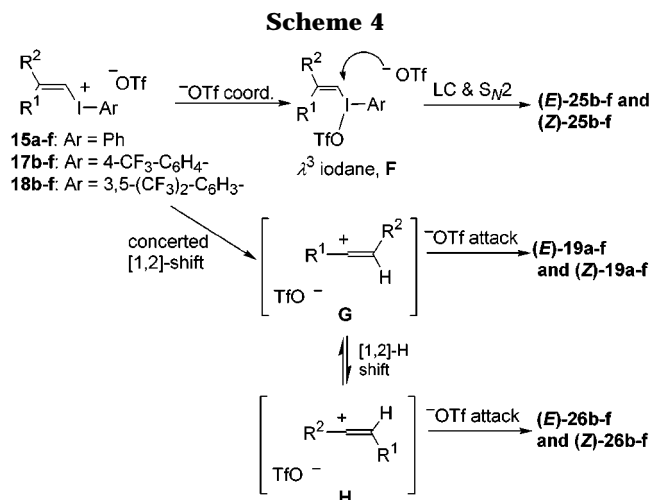 Scheme 4
R² + ⁻OTf
R¹ I–Ar
15a-f: Ar = Ph
17b-f: Ar = 4-CF₃-C₆H₄-
18b-f: Ar = 3,5-(CF₃)₂-C₆H₃-
⁻OTf coord.
R² ⁻OTf
R¹ I–Ar
TfO
λ³ iodane, F
LC & S_N2
(E)-25b-f and
(Z)-25b-f
concerted
[1,2]-shift
R²
R¹ +
H
TfO ⁻
G
⁻OTf attack
(E)-19a-f
and (Z)-19a-f
[1,2]-H
shift
+ H
R²
R¹
TfO ⁻
H
⁻OTf attack
(E)-26b-f
and (Z)-26b-f